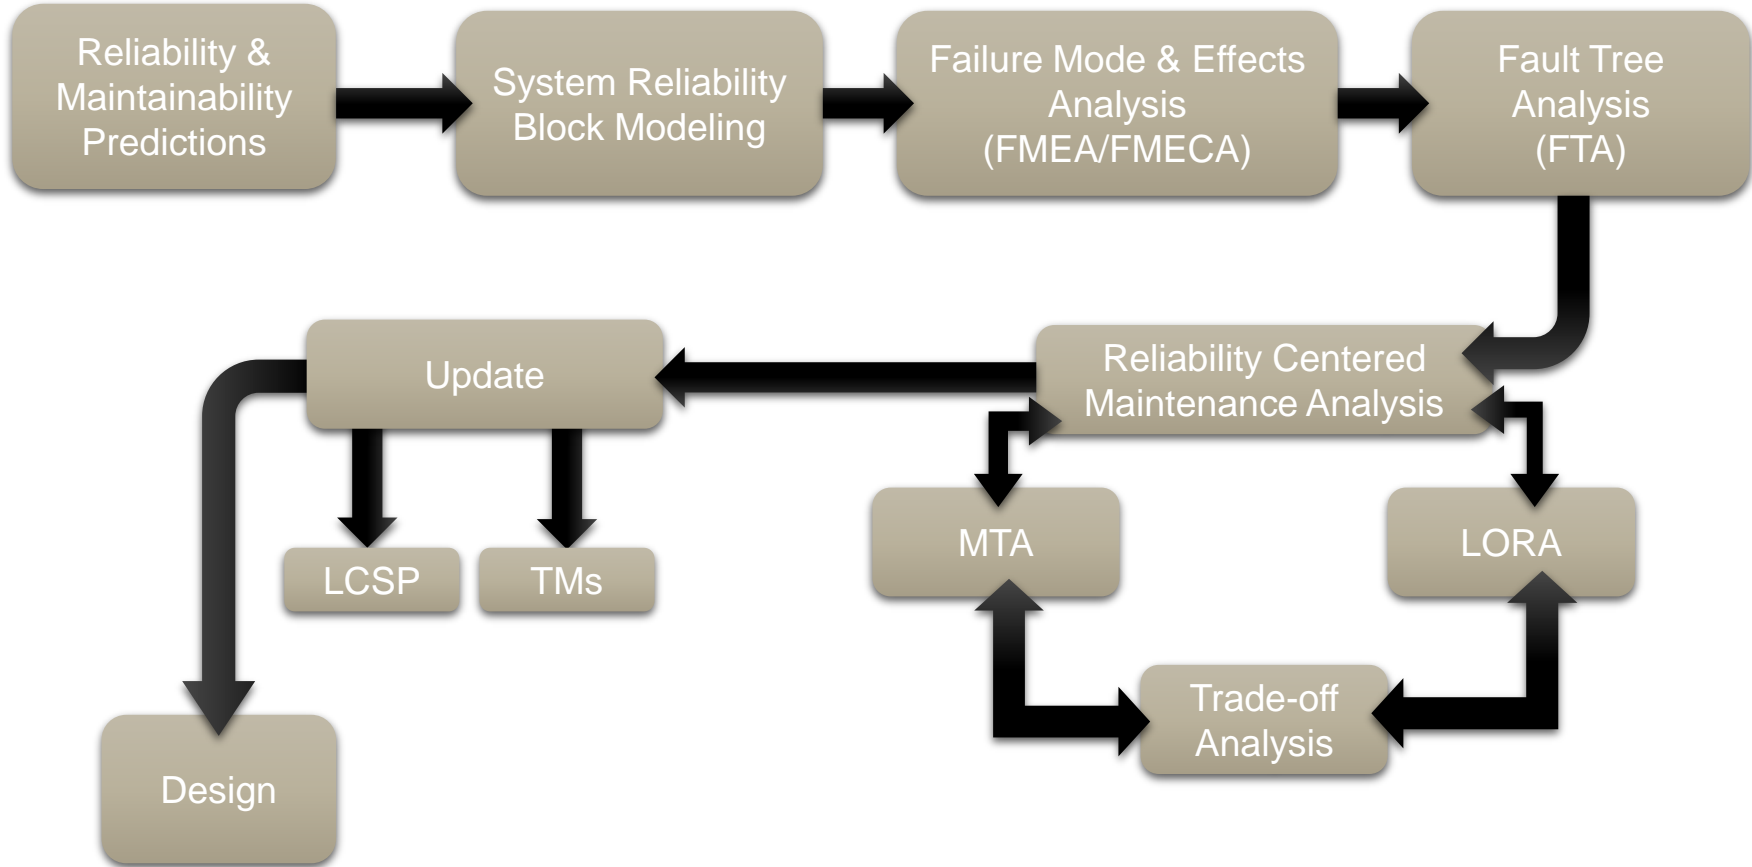 Reliability &
Maintainability
Predictions
System Reliability
Block Modeling
Failure Mode & Effects
Analysis
(FMEA/FMECA)
Fault Tree
Analysis
(FTA)
Update
Reliability Centered
Maintenance Analysis
LCSP
TMs
MTA
LORA
Trade-off
Analysis
Design